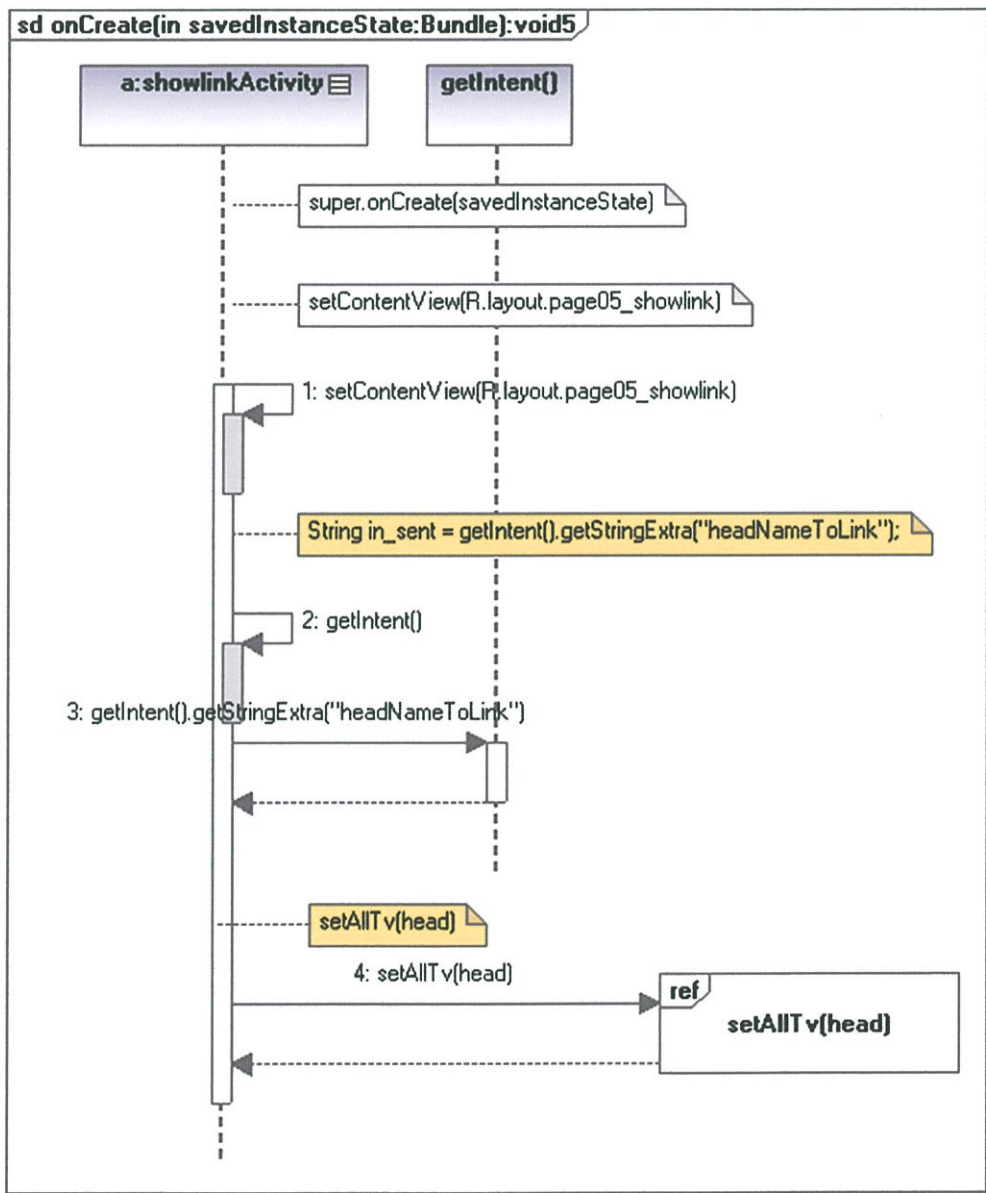 sd onCreate(in savedInstanceState:Bundle):void5
a:showlinkActivity
getIntent()
super.onCreate(savedInstanceState)
setContentView(R.layout.page05_showlink)
1: setContentView(R.layout.page05_showlink)
String in_sent = getIntent().getStringExtra("headNameToLink");
2: getIntent()
3: getIntent().getStringExtra("headNameToLink")
setAllTv(head)
4: setAllTv(head)
ref
setAllTv(head)